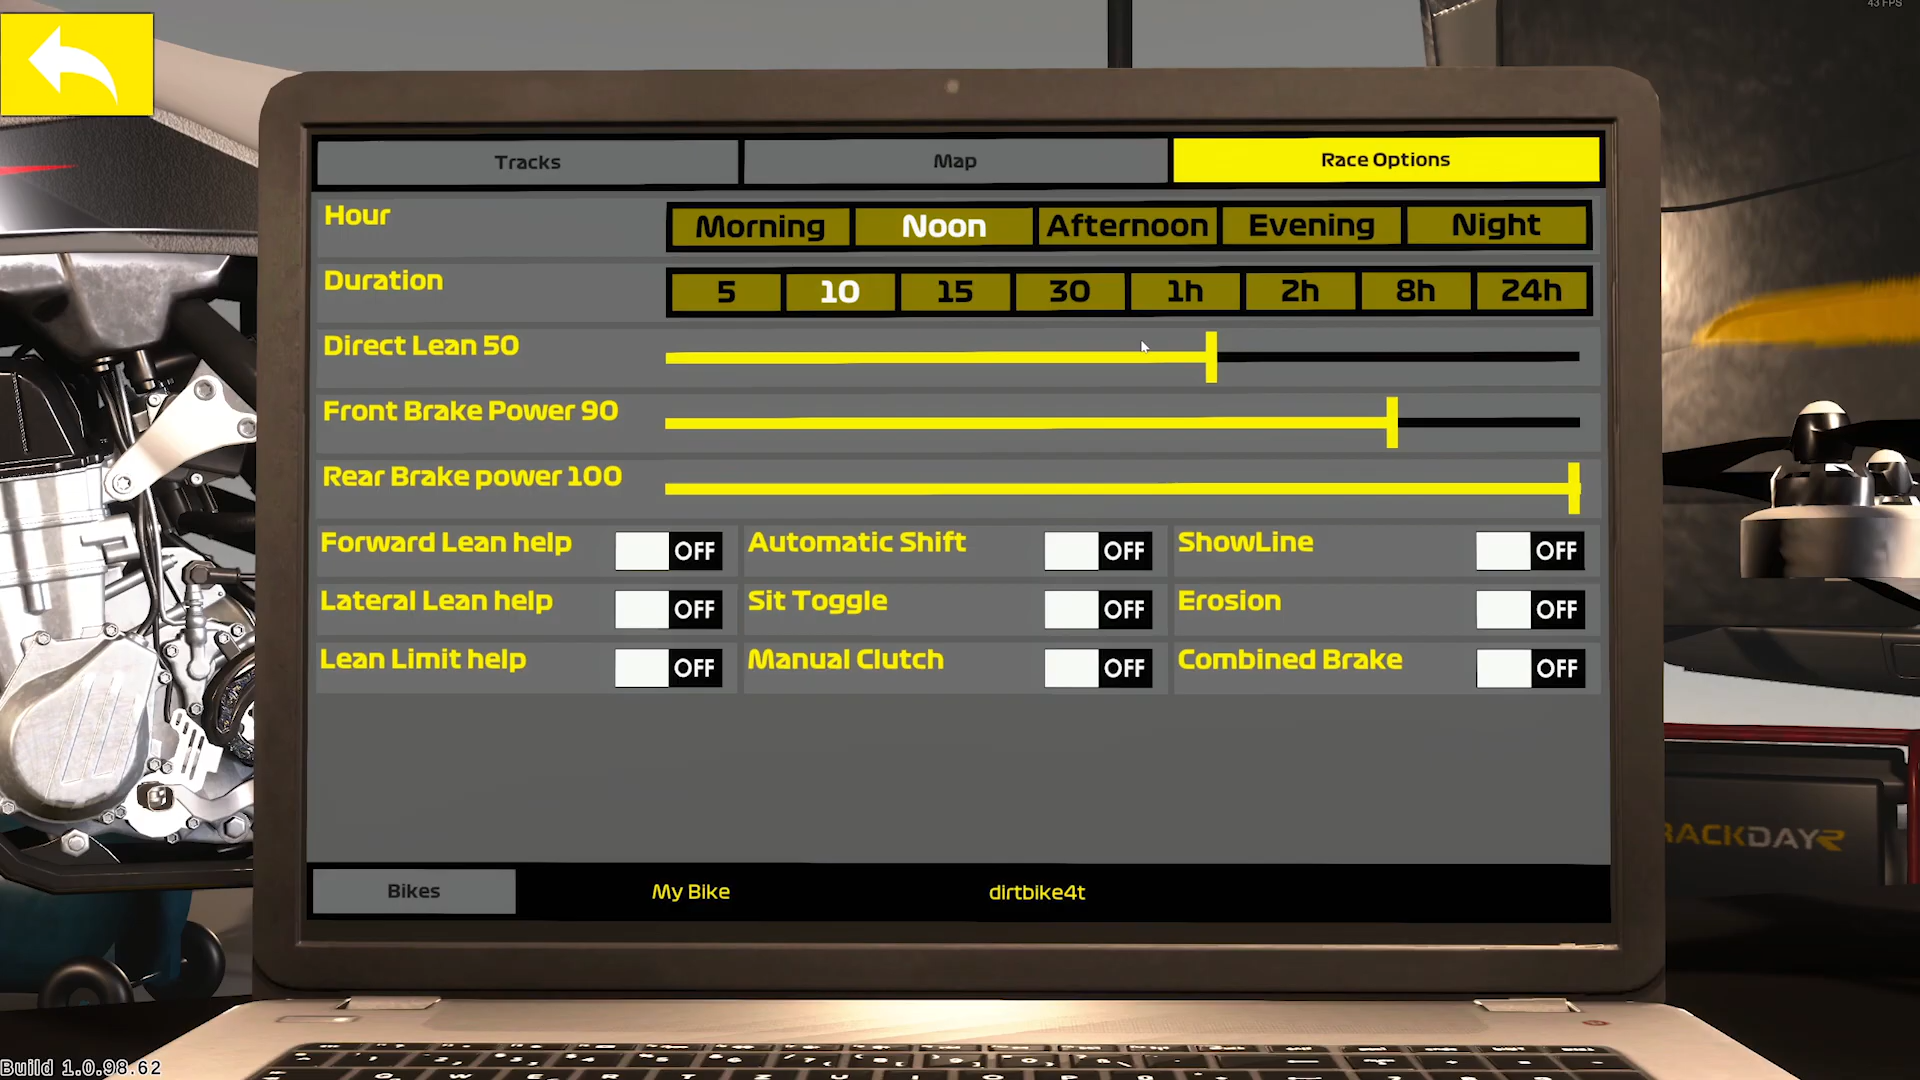 43 FPS
Tracks Map Race Options
Hour Morning Noon Afternoon Evening Night
Duration 5 10 15 30 1h 2h 8h 24h
Direct Lean 50
Front Brake Power 90
Rear Brake power 100
Forward Lean help OFF Automatic Shift OFF ShowLine OFF
Lateral Lean help OFF Sit Toggle OFF Erosion OFF
Lean Limit help OFF Manual Clutch OFF Combined Brake OFF
RACKDAYR
Bikes My Bike dirtbike4t
Build 1.0.98.62